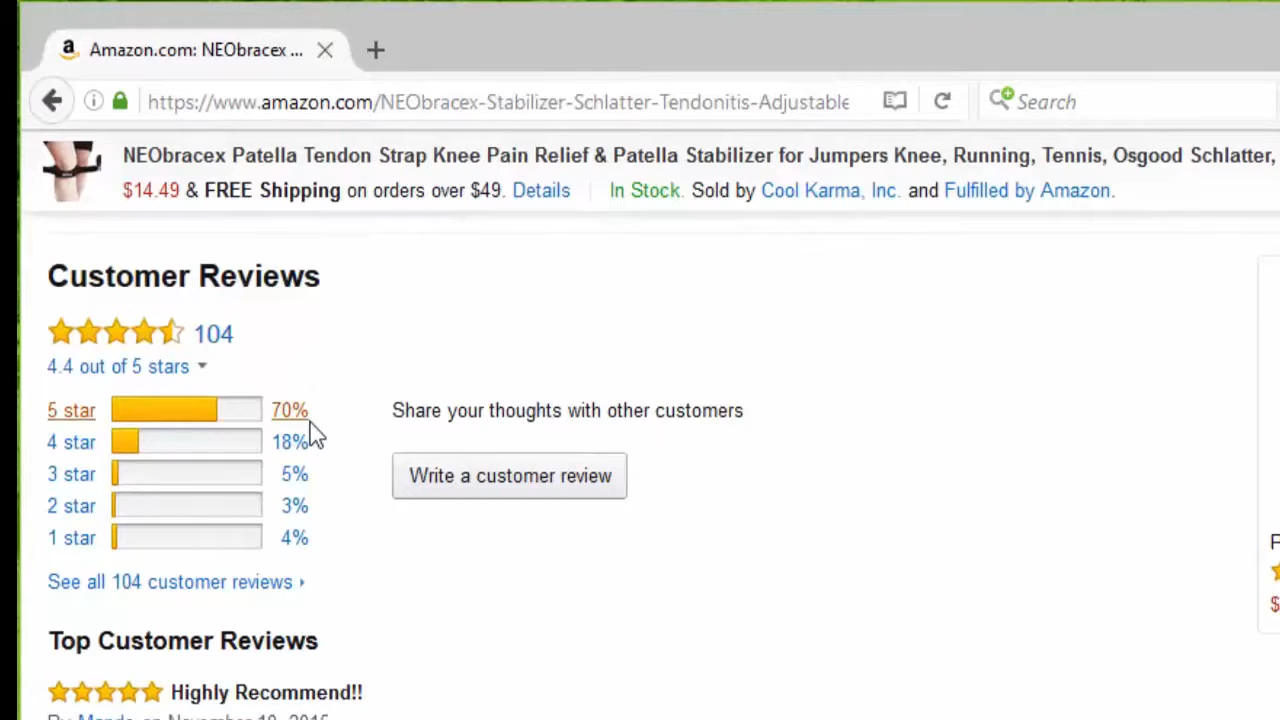 Amazon.com: NEObracex ...
https://www.amazon.com/NEObracex-Stabilizer-Schlatter-Tendonitis-Adjustable
Search
NEObracex Patella Tendon Strap Knee Pain Relief & Patella Stabilizer for Jumpers Knee, Running, Tennis, Osgood Schlatter,
$14.49 & FREE Shipping on orders over $49. Details In Stock. Sold by Cool Karma, Inc. and Fulfilled by Amazon.
Customer Reviews
104
4.4 out of 5 stars
5 star 70%
4 star 18%
3 star 5%
2 star 3%
1 star 4%
Share your thoughts with other customers
Write a customer review
See all 104 customer reviews
Top Customer Reviews
Highly Recommend!!